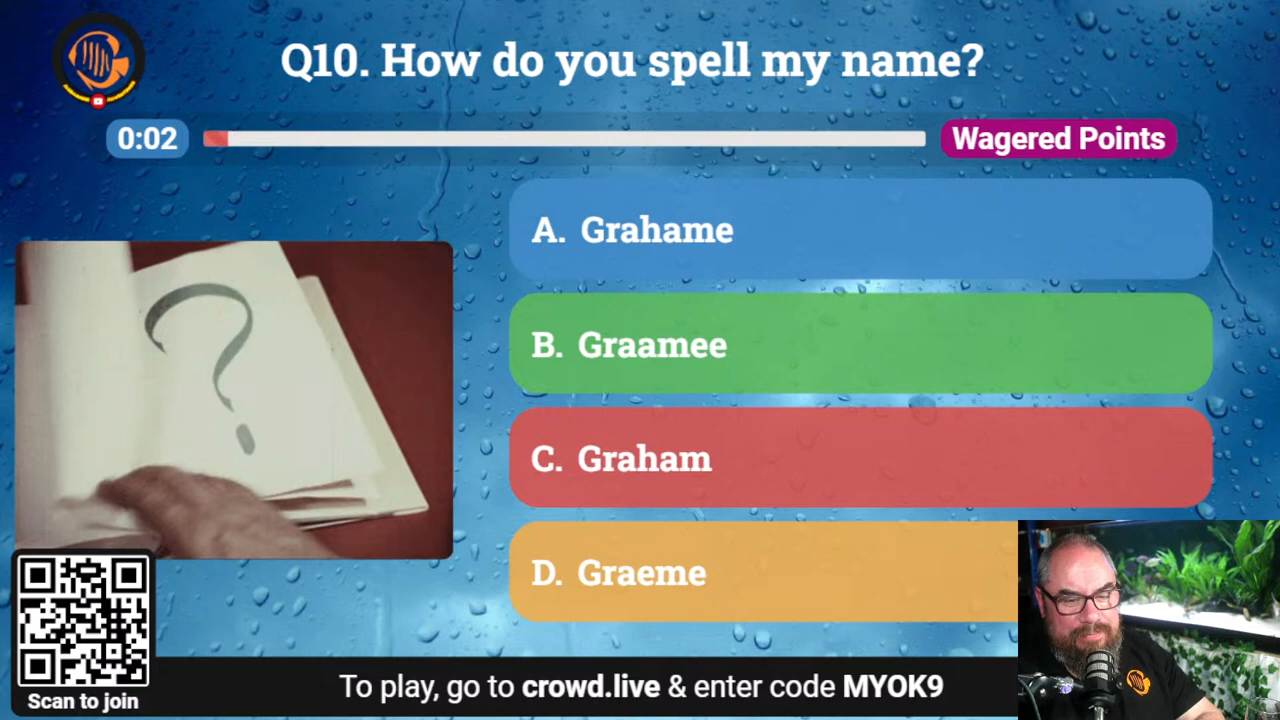 Q10. How do you spell my name?
0:02
Wagered Points
A. Grahame
B. Graamee
C. Graham
D. Graeme
?
Scan to join
To play, go to crowd.live & enter code MYOK9